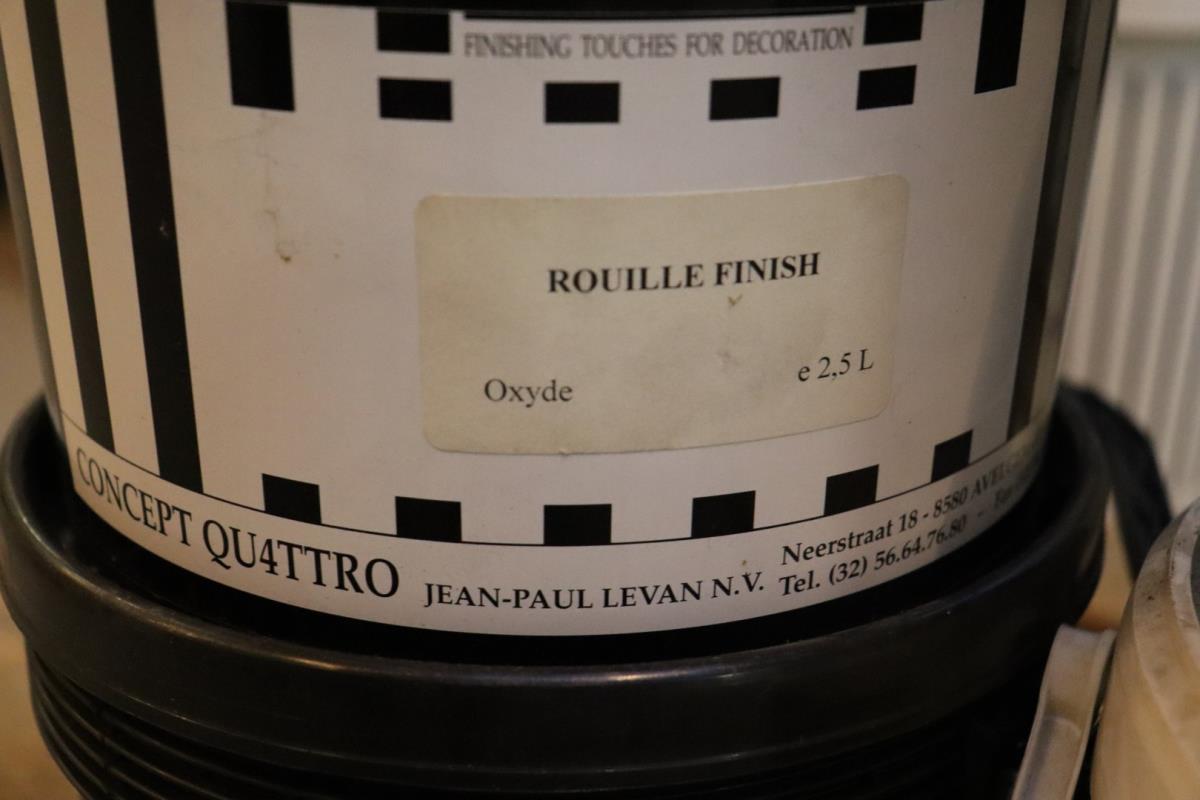 FINISHING TOUCHES FOR DECORATION
ROUILLE FINISH
Oxyde
e 2,5 L
CONCEPT QU4TTRO
JEAN-PAUL LEVAN N.V.
Neerstraat 18 - 8580
Tel. (32) 56.64.76.80 - Fax